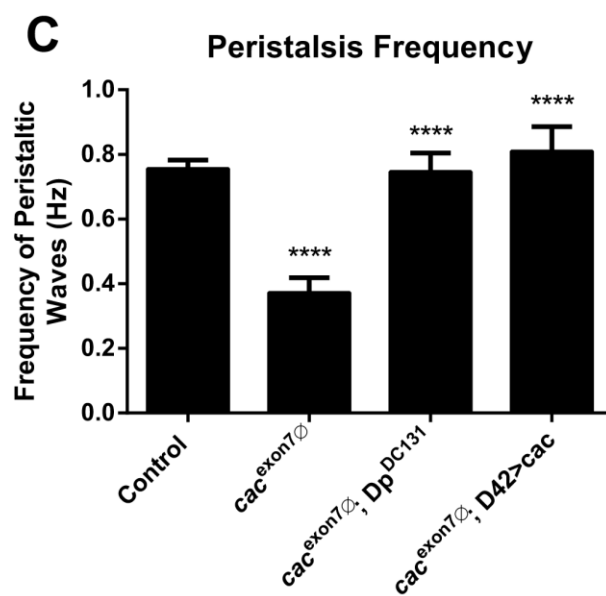 C
Peristalsis Frequency
Frequency of Peristaltic
Waves (Hz)
1.0
0.8
0.6
0.4
0.2
0.0
****
****
****
Control
cac^exon7∅
cac^exon7∅; Dp^DC131
cac^exon7∅; D42>cac